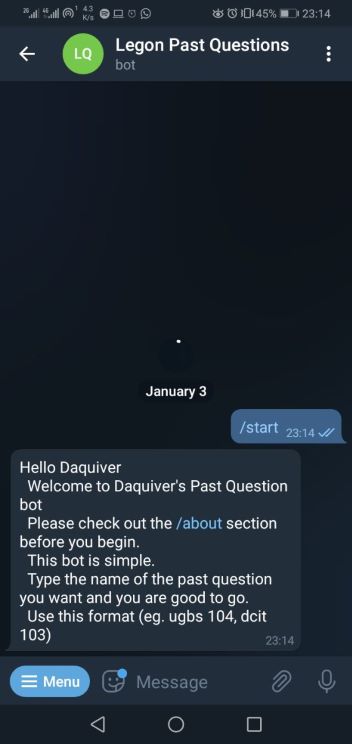 2G 4G 1 4.3 K/s 45% 23:14
LQ Legon Past Questions
bot
January 3
/start 23:14
Hello Daquiver
Welcome to Daquiver's Past Question
bot
Please check out the /about section
before you begin.
This bot is simple.
Type the name of the past question
you want and you are good to go.
Use this format (eg. ugbs 104, dcit
103)
23:14
Menu Message